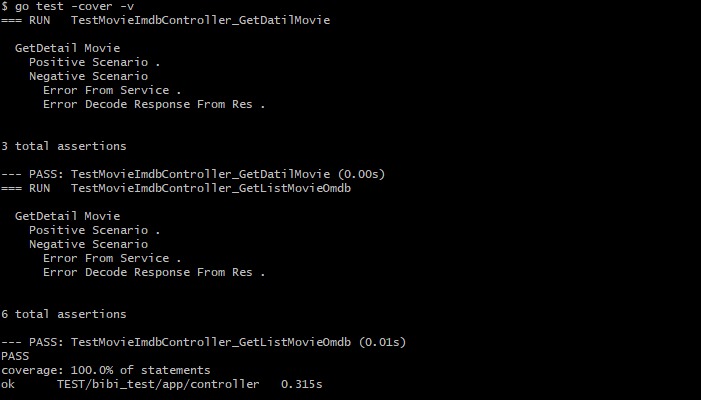 $ go test -cover -v
=== RUN   TestMovieImdbController_GetDatilMovie
GetDetail Movie
Positive Scenario .
Negative Scenario
Error From Service .
Error Decode Response From Res .
3 total assertions
--- PASS: TestMovieImdbController_GetDatilMovie (0.00s)
=== RUN   TestMovieImdbController_GetListMovieOmdb
GetDetail Movie
Positive Scenario .
Negative Scenario
Error From Service .
Error Decode Response From Res .
6 total assertions
--- PASS: TestMovieImdbController_GetListMovieOmdb (0.01s)
PASS
coverage: 100.0% of statements
ok      TEST/bibi_test/app/controller   0.315s